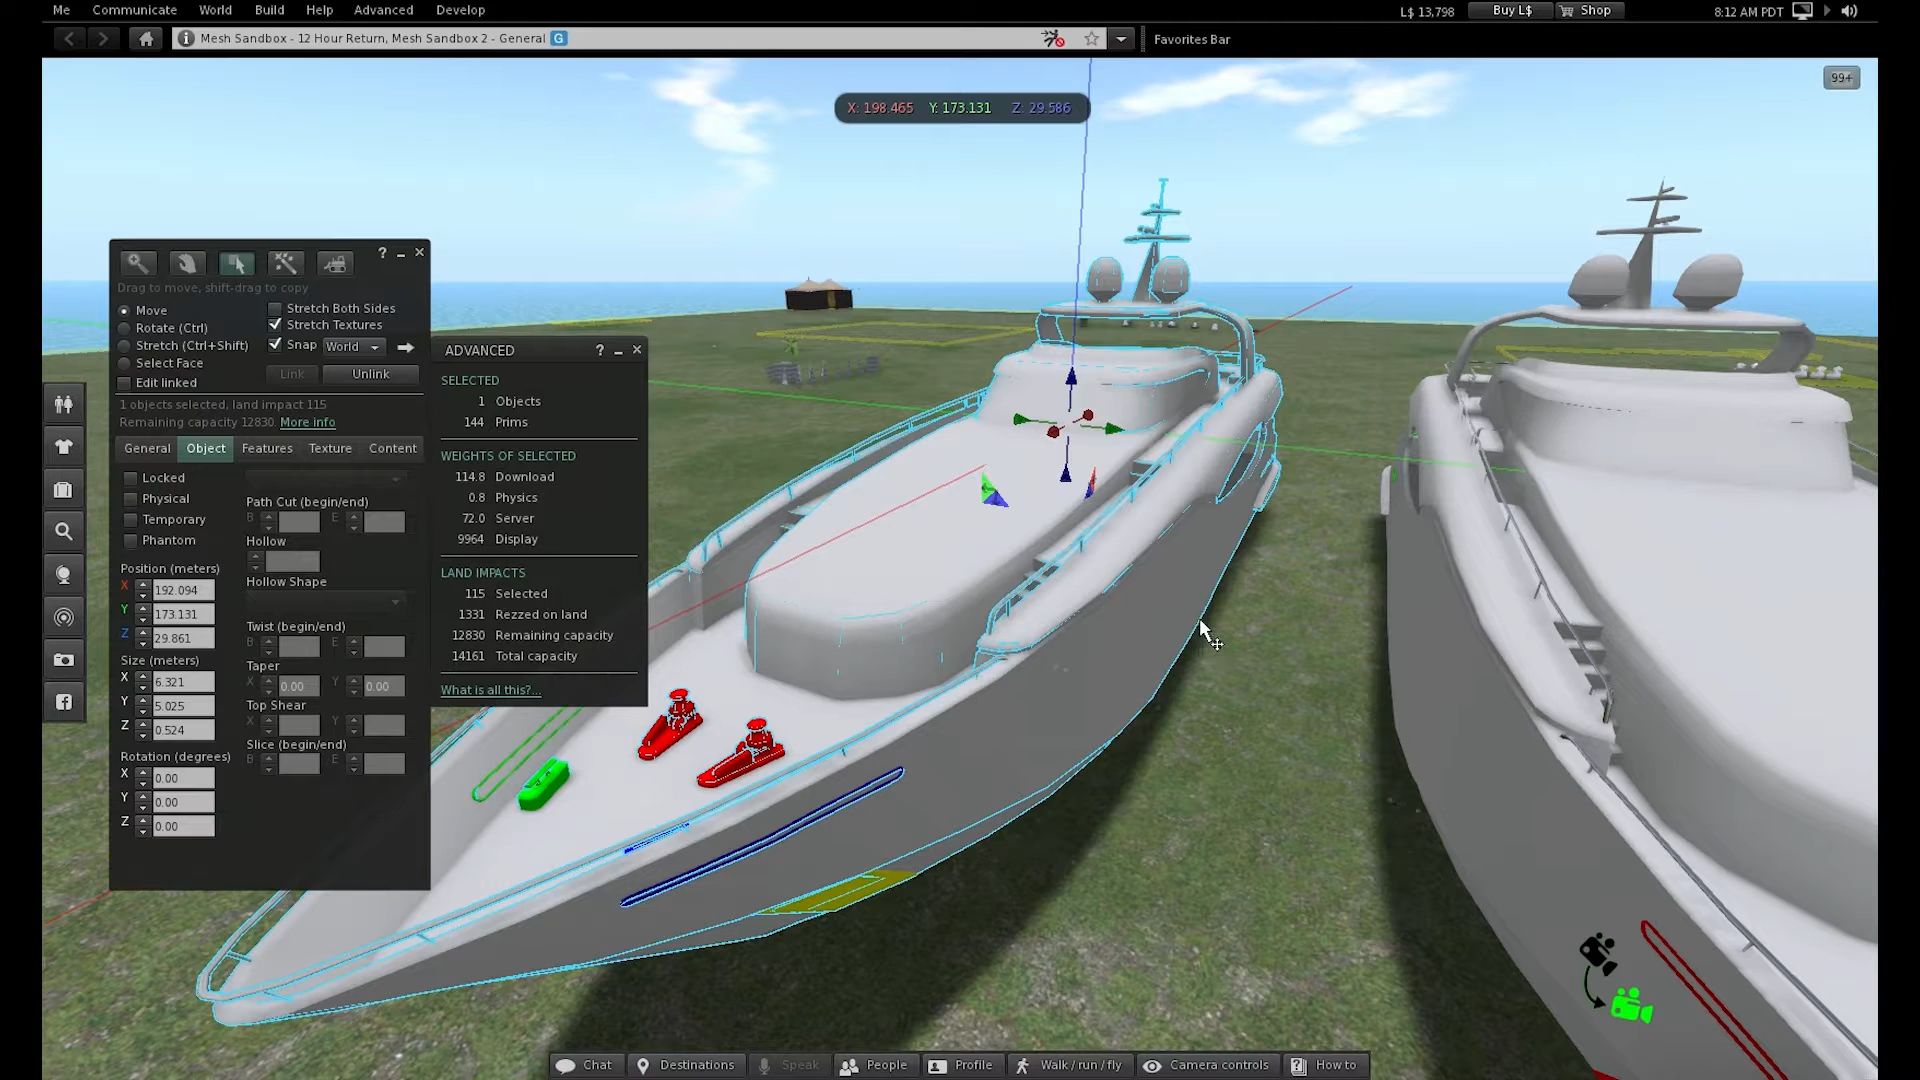 Me Communicate World Build Help Advanced Develop
L$ 13,798 Buy L$ Shop 8:12 AM PDT
Mesh Sandbox - 12 Hour Return, Mesh Sandbox 2 - General G
Favorites Bar
99+
X: 198.465 Y: 173.131 Z: 29.586
? _ ×
Drag to move, shift-drag to copy
Move
Rotate (Ctrl)
Stretch (Ctrl+Shift)
Select Face
Edit linked
Stretch Both Sides
Stretch Textures
Snap World
Link Unlink
1 objects selected, land impact 115
Remaining capacity 12830. More info
General Object Features Texture Content
Locked
Physical
Temporary
Phantom
Position (meters)
X 192.094
Y 173.131
Z 29.861
Size (meters)
X 6.321
Y 5.025
Z 0.524
Rotation (degrees)
X 0.00
Y 0.00
Z 0.00
Path Cut (begin/end)
B E
Hollow
Hollow Shape
Twist (begin/end)
B E
Taper
X 0.00 Y 0.00
Top Shear
X Y
Slice (begin/end)
B E
ADVANCED ? _ ×
SELECTED
1 Objects
144 Prims
WEIGHTS OF SELECTED
114.8 Download
0.8 Physics
72.0 Server
9964 Display
LAND IMPACTS
115 Selected
1331 Rezzed on land
12830 Remaining capacity
14161 Total capacity
What is all this?...
Chat Destinations Speak People Profile Walk / run / fly Camera controls How to